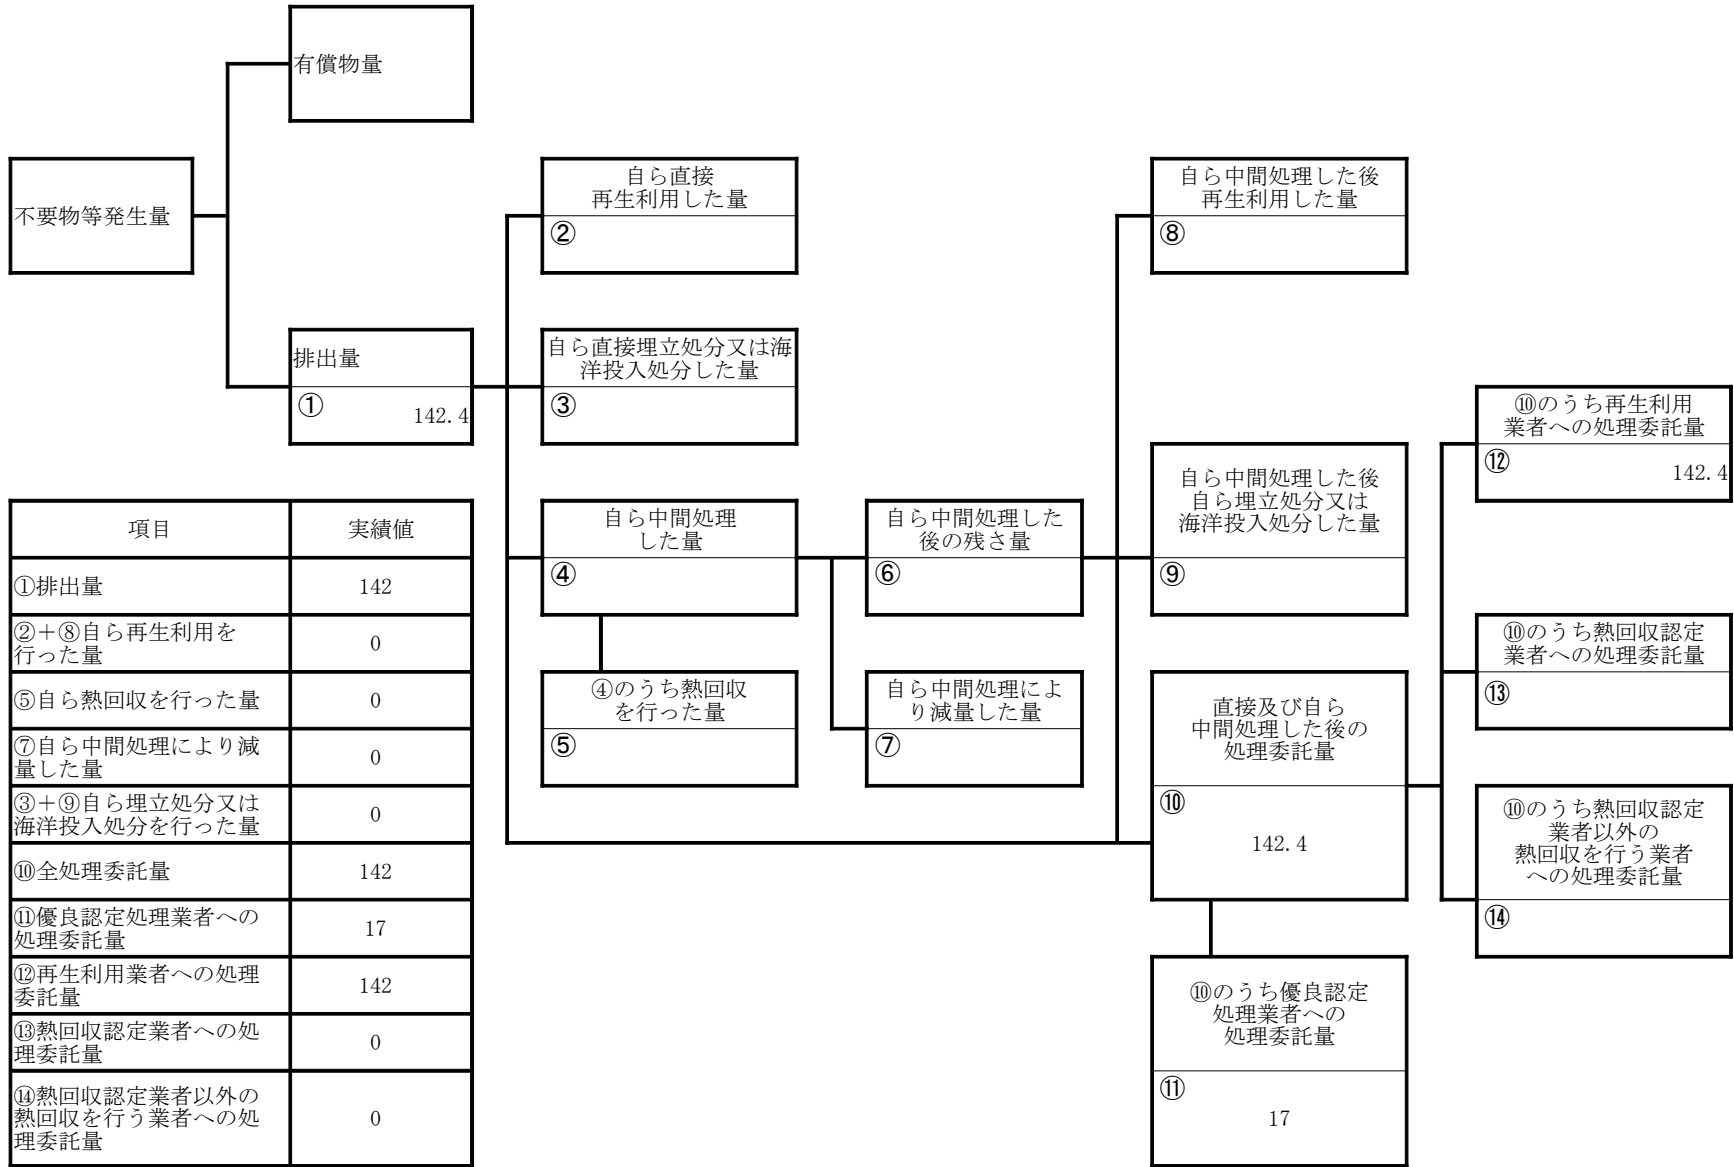 有償物量
不要物等発生量
排出量
①
142.4
自ら直接
再生利用した量
②
自ら直接埋立処分又は海
洋投入処分した量
③
自ら中間処理
した量
④
④のうち熱回収
を行った量
⑤
自ら中間処理した
後の残さ量
⑥
自ら中間処理によ
り減量した量
⑦
自ら中間処理した後
再生利用した量
⑧
自ら中間処理した後
自ら埋立処分又は
海洋投入処分した量
⑨
直接及び自ら
中間処理した後の
処理委託量
⑩
142.4
⑩のうち優良認定
処理業者への
処理委託量
⑪
17
⑩のうち再生利用
業者への処理委託量
⑫
142.4
⑩のうち熱回収認定
業者への処理委託量
⑬
⑩のうち熱回収認定
業者以外の
熱回収を行う業者
への処理委託量
⑭
項目 実績値
①排出量 142
②＋⑧自ら再生利用を
行った量 0
⑤自ら熱回収を行った量 0
⑦自ら中間処理により減
量した量 0
③＋⑨自ら埋立処分又は
海洋投入処分を行った量 0
⑩全処理委託量 142
⑪優良認定処理業者への
処理委託量 17
⑫再生利用業者への処理
委託量 142
⑬熱回収認定業者への処
理委託量 0
⑭熱回収認定業者以外の
熱回収を行う業者への処
理委託量 0